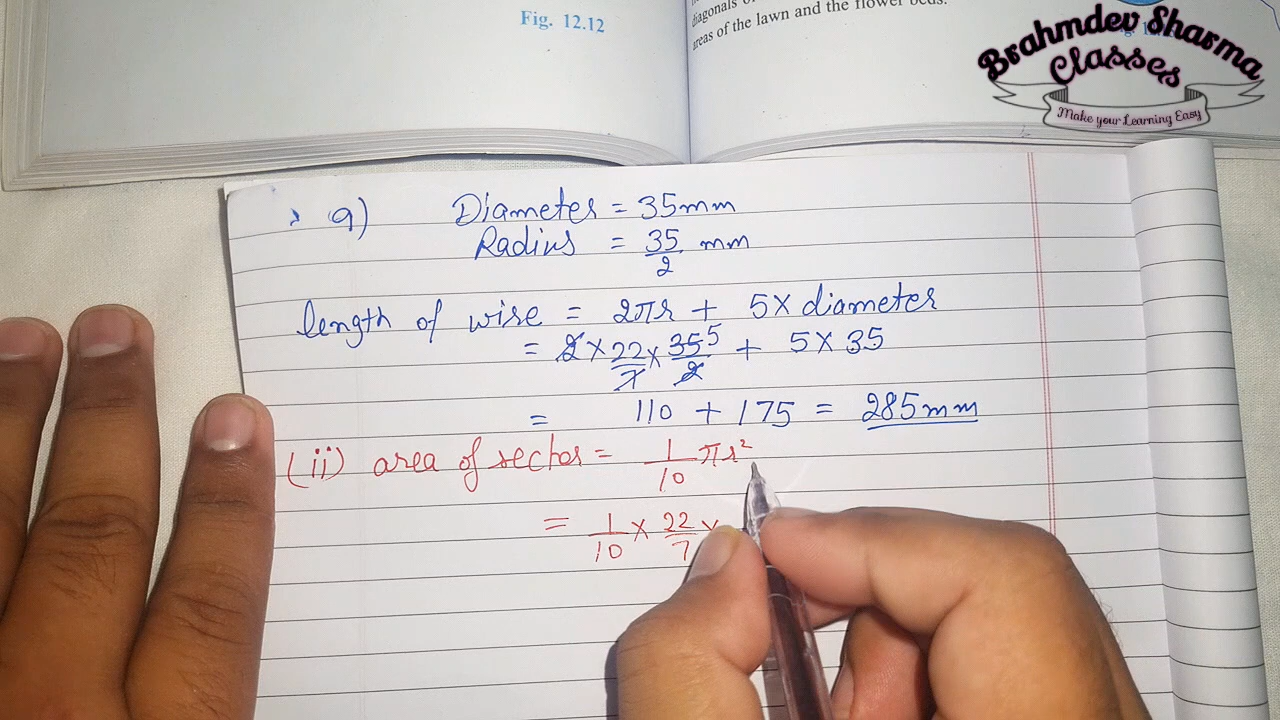 Fig. 12.12
diagonals
areas of the lawn and the flower beds.
Brahmdev Sharma
Classes
Make your Learning Easy
9) Diameter = 35mm
Radius = 35/2 mm
length of wire = 2πr + 5× diameter
= 2 × 22/7 × 35/2 5 + 5 × 35
= 110 + 175 = 285mm
(ii) area of sector = 1/10 πr²
= 1/10 × 22/7 ×